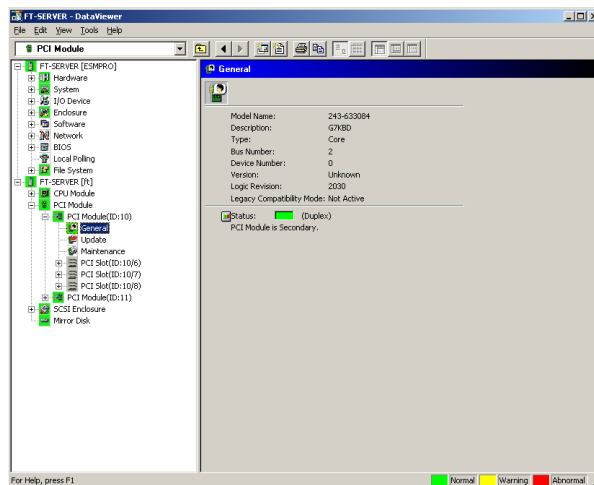 FT-SERVER - DataViewer
File Edit View Tools Help
PCI Module
FT-SERVER [ESMPRO]
Hardware
System
I/O Device
Enclosure
Software
Network
BIOS
Local Polling
File System
FT-SERVER [ft]
CPU Module
PCI Module
PCI Module(ID:10)
General
Update
Maintenance
PCI Slot(ID:10/6)
PCI Slot(ID:10/7)
PCI Slot(ID:10/8)
PCI Module(ID:11)
SCSI Enclosure
Mirror Disk
General
Model Name: 243-633084
Description: G7KBD
Type: Core
Bus Number: 2
Device Number: 0
Version: Unknown
Logic Revision: 2030
Legacy Compatibility Mode: Not Active
Status: (Duplex)
PCI Module is Secondary.
For Help, press F1
Normal Warning Abnormal